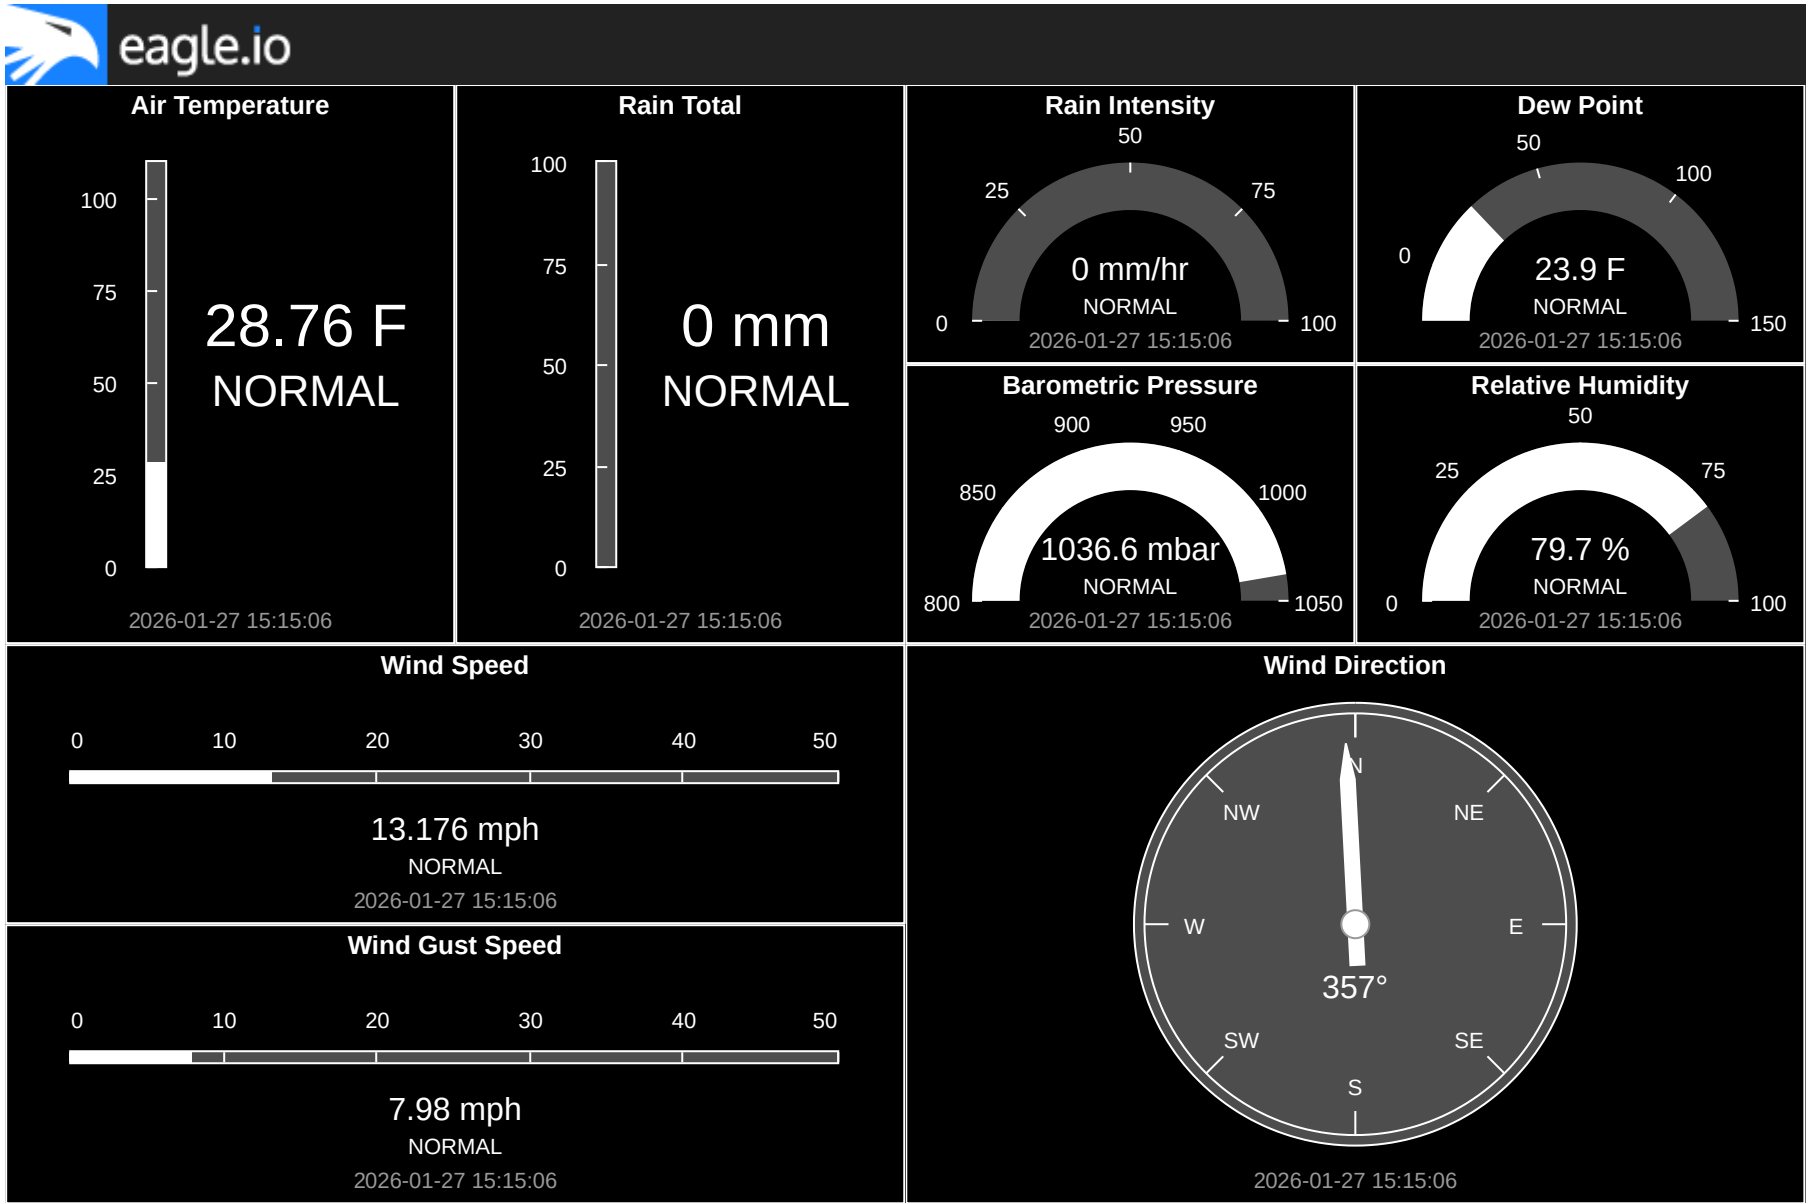 eagle.io
Air Temperature
100
75
50
25
0
28.76 F
NORMAL
2026-01-27 15:15:06
Rain Total
100
75
50
25
0
0 mm
NORMAL
2026-01-27 15:15:06
Rain Intensity
50
25
75
0
100
0 mm/hr
NORMAL
2026-01-27 15:15:06
Dew Point
50
100
0
150
23.9 F
NORMAL
2026-01-27 15:15:06
Barometric Pressure
900
950
850
1000
800
1050
1036.6 mbar
NORMAL
2026-01-27 15:15:06
Relative Humidity
50
25
75
0
100
79.7 %
NORMAL
2026-01-27 15:15:06
Wind Speed
0 10 20 30 40 50
13.176 mph
NORMAL
2026-01-27 15:15:06
Wind Gust Speed
0 10 20 30 40 50
7.98 mph
NORMAL
2026-01-27 15:15:06
Wind Direction
N
NW
NE
W
E
357°
SW
SE
S
2026-01-27 15:15:06